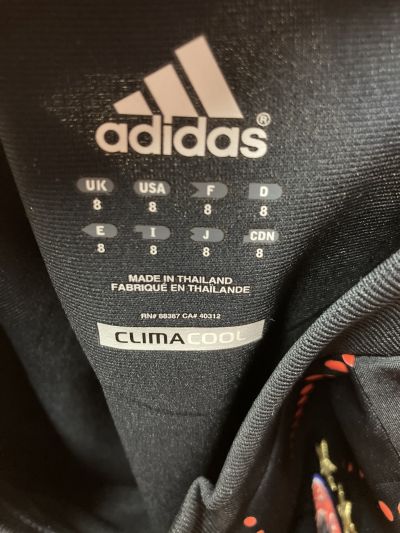 adidas®
UK USA F D
8 8 8 8
E I J CDN
8 8 8 8
MADE IN THAILAND
FABRIQUÉ EN THAÏLANDE
RN# 88387 CA# 40312
CLIMACOOL